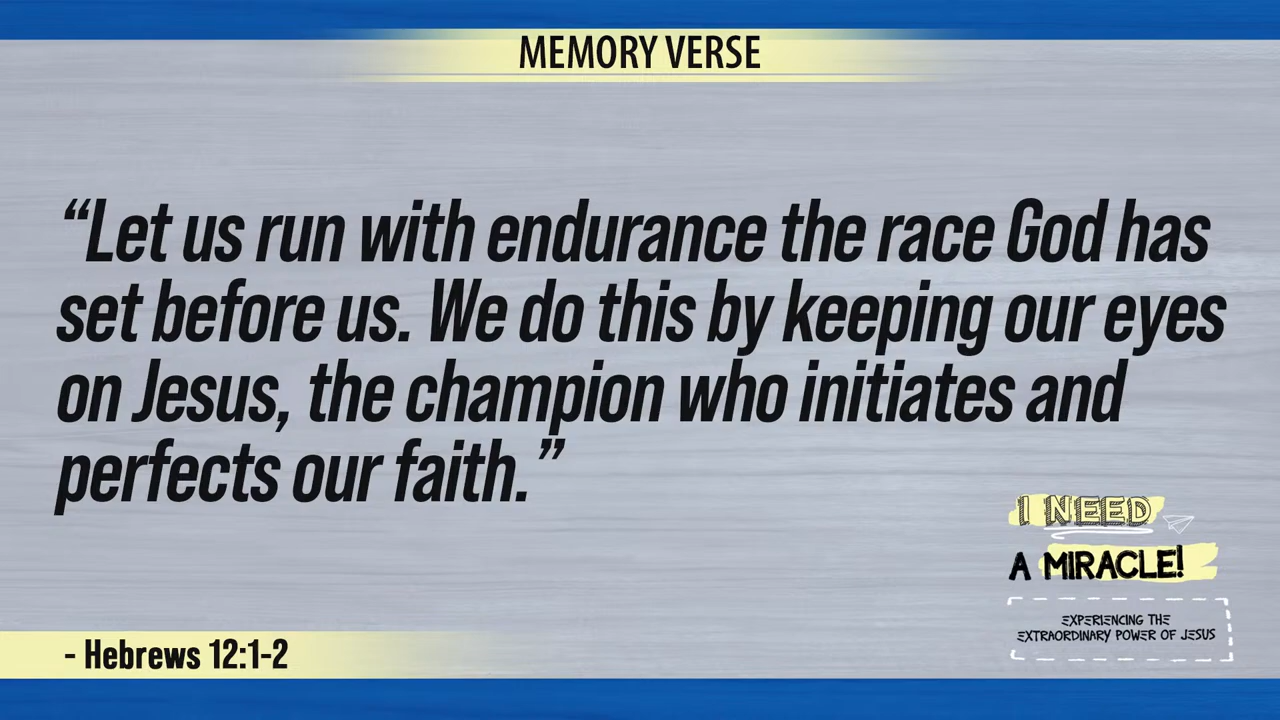 MEMORY VERSE
“Let us run with endurance the race God has
set before us. We do this by keeping our eyes
on Jesus, the champion who initiates and
perfects our faith.”
- Hebrews 12:1-2
I NEED
A MIRACLE!
EXPERIENCING THE
EXTRAORDINARY POWER OF JESUS